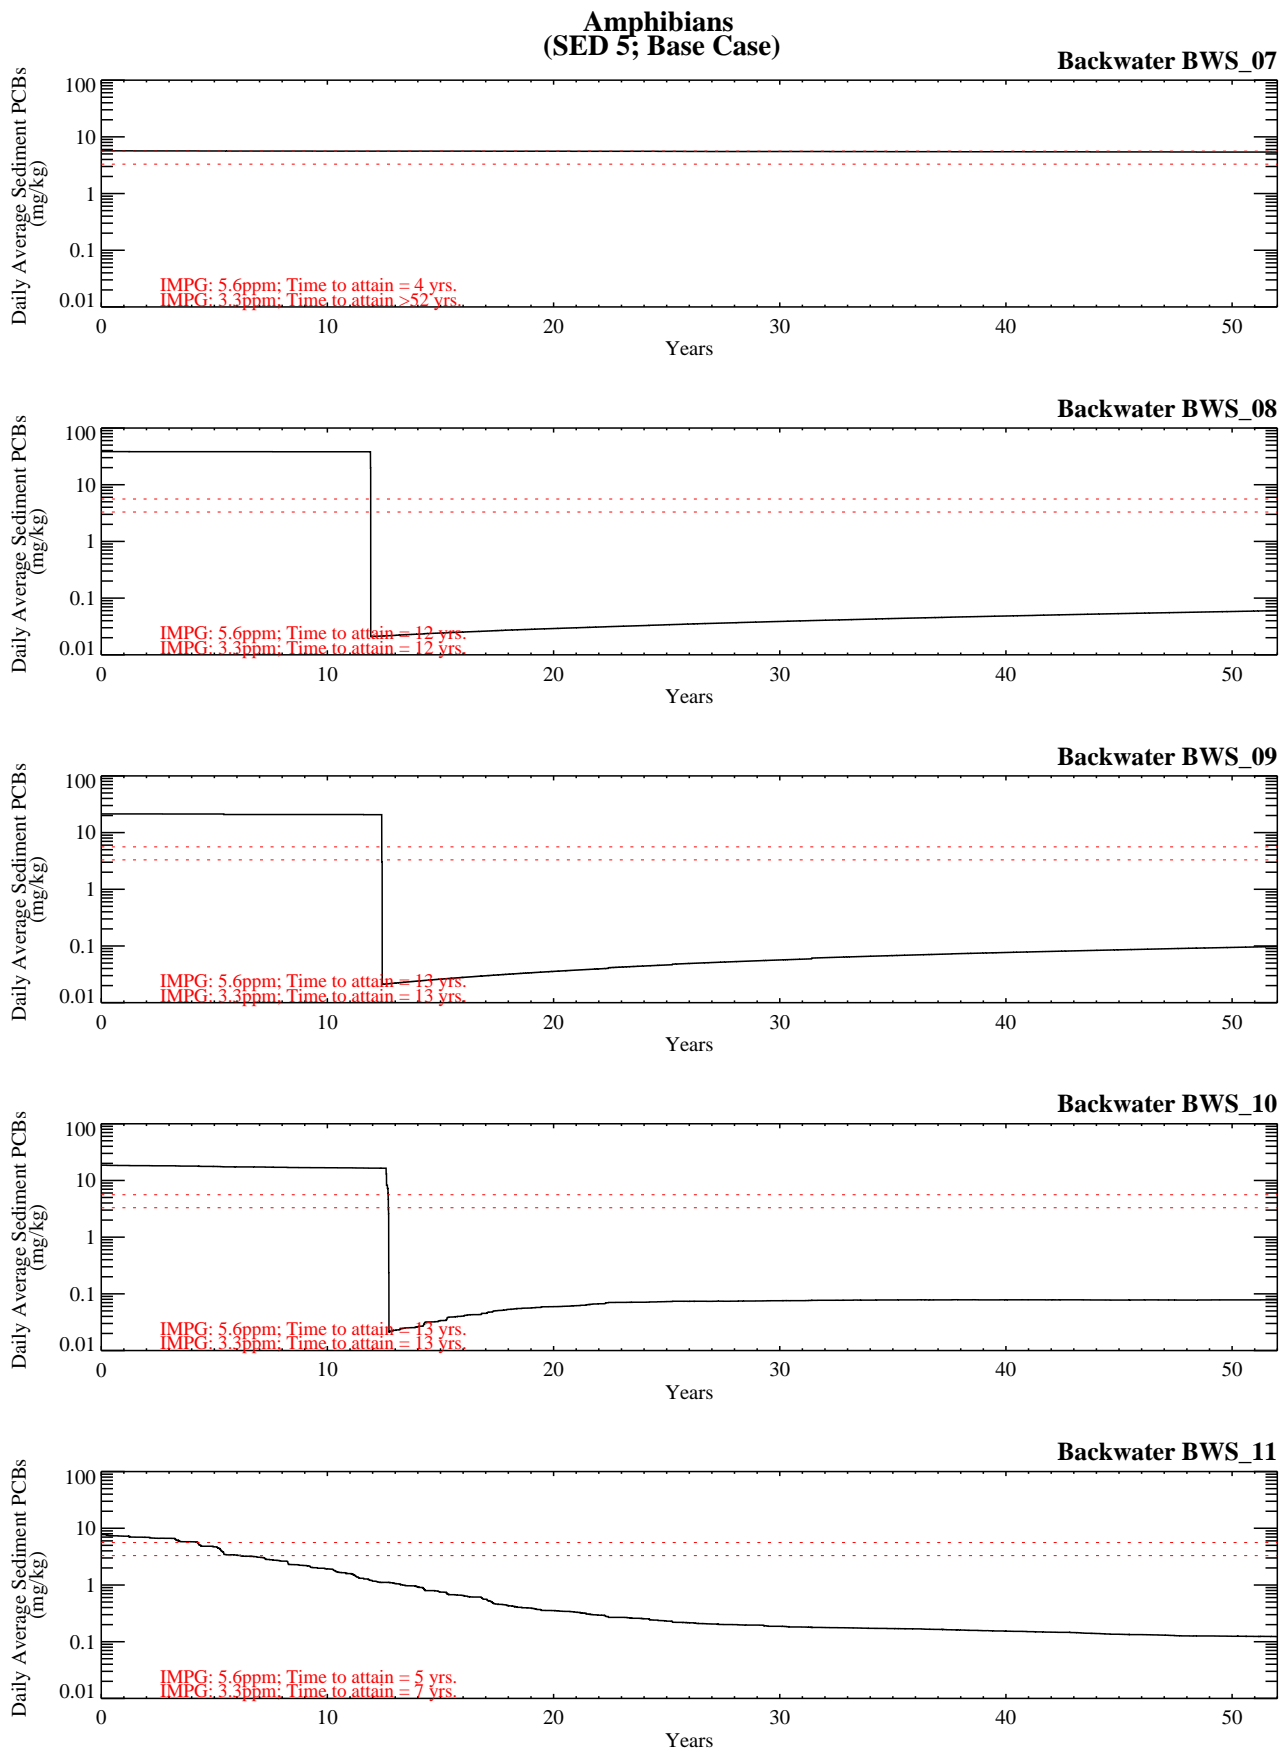 Amphibians
(SED 5; Base Case)
Backwater BWS_07
Daily Average Sediment PCBs
(mg/kg)
100
10
1
0.1
0.01
IMPG: 5.6ppm; Time to attain = 4 yrs.
IMPG: 3.3ppm; Time to attain >52 yrs.
0 10 20 30 40 50
Years
Backwater BWS_08
Daily Average Sediment PCBs
(mg/kg)
100
10
1
0.1
0.01
IMPG: 5.6ppm; Time to attain = 12 yrs.
IMPG: 3.3ppm; Time to attain = 12 yrs.
0 10 20 30 40 50
Years
Backwater BWS_09
Daily Average Sediment PCBs
(mg/kg)
100
10
1
0.1
0.01
IMPG: 5.6ppm; Time to attain = 13 yrs.
IMPG: 3.3ppm; Time to attain = 13 yrs.
0 10 20 30 40 50
Years
Backwater BWS_10
Daily Average Sediment PCBs
(mg/kg)
100
10
1
0.1
0.01
IMPG: 5.6ppm; Time to attain = 13 yrs.
IMPG: 3.3ppm; Time to attain = 13 yrs.
0 10 20 30 40 50
Years
Backwater BWS_11
Daily Average Sediment PCBs
(mg/kg)
100
10
1
0.1
0.01
IMPG: 5.6ppm; Time to attain = 5 yrs.
IMPG: 3.3ppm; Time to attain = 7 yrs.
0 10 20 30 40 50
Years